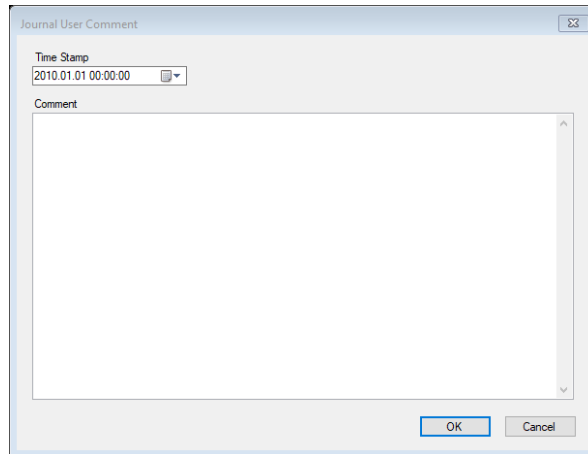 Journal User Comment
Time Stamp
2010.01.01 00:00:00
Comment
OK
Cancel